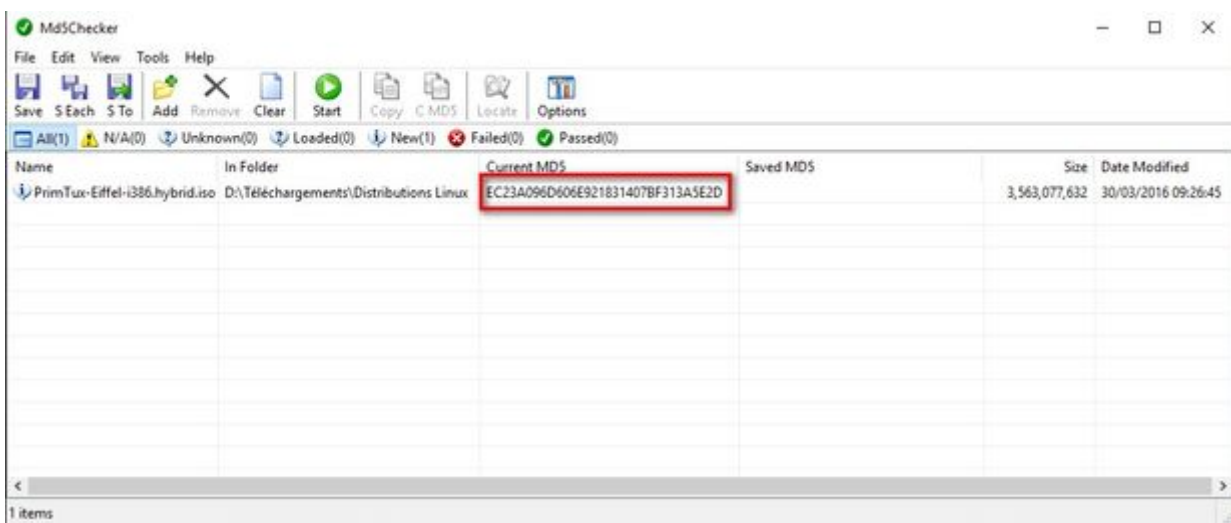 Md5Checker
File Edit View Tools Help
Save S Each S To Add Remove Clear Start Copy C MD5 Locate Options
All(1) N/A(0) Unknown(0) Loaded(0) New(1) Failed(0) Passed(0)
Name In Folder Current MD5 Saved MD5 Size Date Modified
PrimTux-Eiffel-i386.hybrid.iso D:\Téléchargements\Distributions Linux EC23A096D606E921831407BF313A5E2D 3,563,077,632 30/03/2016 09:26:45
1 items